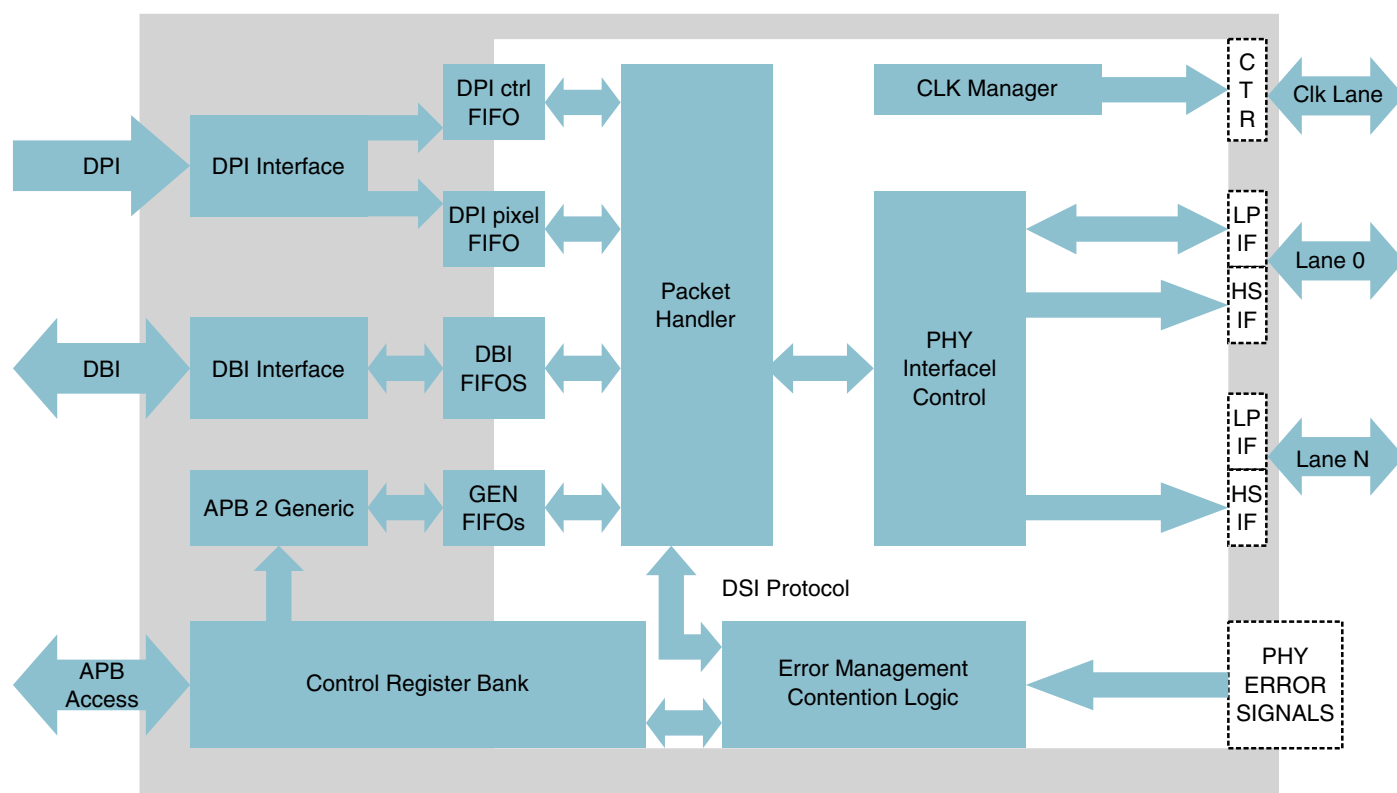 DPI
DPI Interface
DPI ctrl
FIFO
DPI pixel
FIFO
DBI
DBI Interface
DBI
FIFOS
APB 2 Generic
GEN
FIFOs
APB
Access
Control Register Bank
Packet
Handler
DSI Protocol
Error Management
Contention Logic
CLK Manager
PHY
Interfacel
Control
C
T
R
Clk Lane
LP
IF
HS
IF
Lane 0
LP
IF
HS
IF
Lane N
PHY
ERROR
SIGNALS